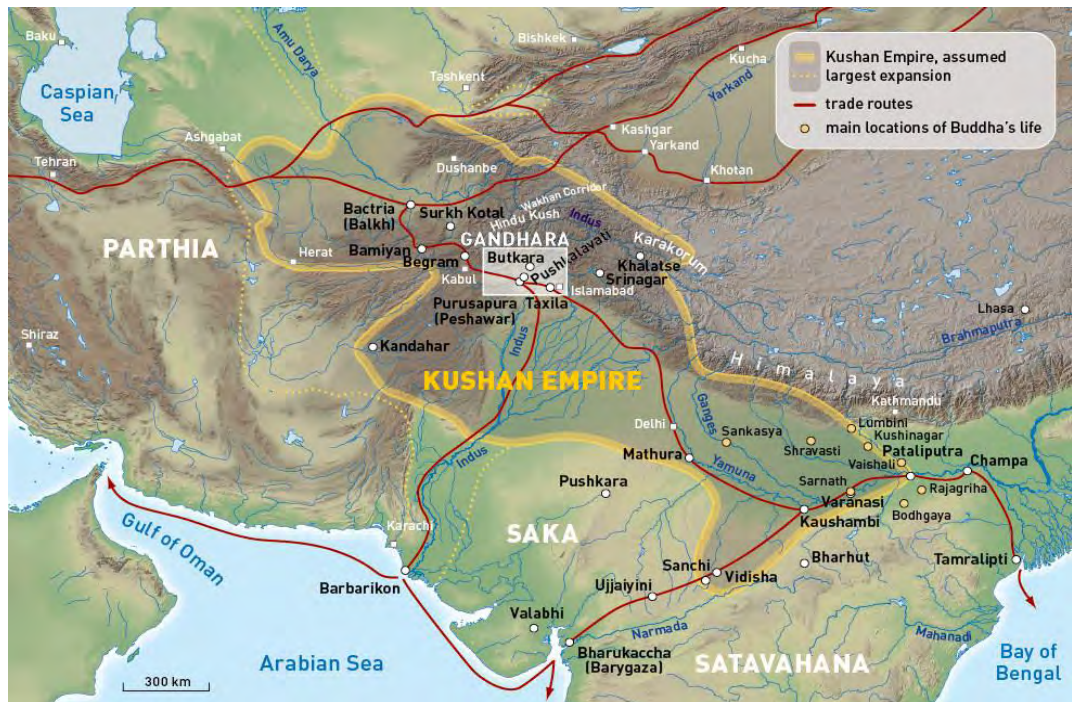 Baku
Caspian
Sea
Amu Darya
Bishkek
Tashkent
Kucha
Yarkand
Kushan Empire, assumed
largest expansion
trade routes
main locations of Buddha's life
Ashgabat
Tehran
Dushanbe
Kashgar
Yarkand
Khotan
Bactria
(Balkh)
Surkh Kotal
Wakhan Corridor
Hindu Kush
Indus
Karakorum
PARTHIA
Herat
Bamiyan
Begram
Kabul
GANDHARA
Butkara
Pushkalavati
Islamabad
Taxila
Purusapura
(Peshawar)
Khalatse
Srinagar
Lhasa
Brahmaputra
Shiraz
Kandahar
Indus
KUSHAN EMPIRE
Himalaya
Kathmandu
Delhi
Ganges
Sankasya
Lumbini
Kushinagar
Shravasti
Pataliputra
Vaishali
Champa
Mathura
Yamuna
Indus
Pushkara
Sarnath
Varanasi
Rajagriha
Kaushambi
Bodhgaya
Karachi
Gulf of Oman
SAKA
Sanchi
Vidisha
Bharhut
Tamralipti
Barbarikon
Ujjaiyini
Valabhi
Narmada
Mahanadi
Bharukaccha
(Barygaza)
SATAVAHANA
Arabian Sea
Bay of
Bengal
300 km